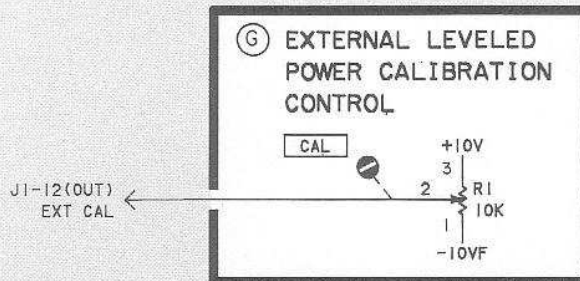 G EXTERNAL LEVELED
POWER CALIBRATION
CONTROL
CAL
+10V
3
J1-12(OUT)
EXT CAL
2
R1
10K
1
-10VF